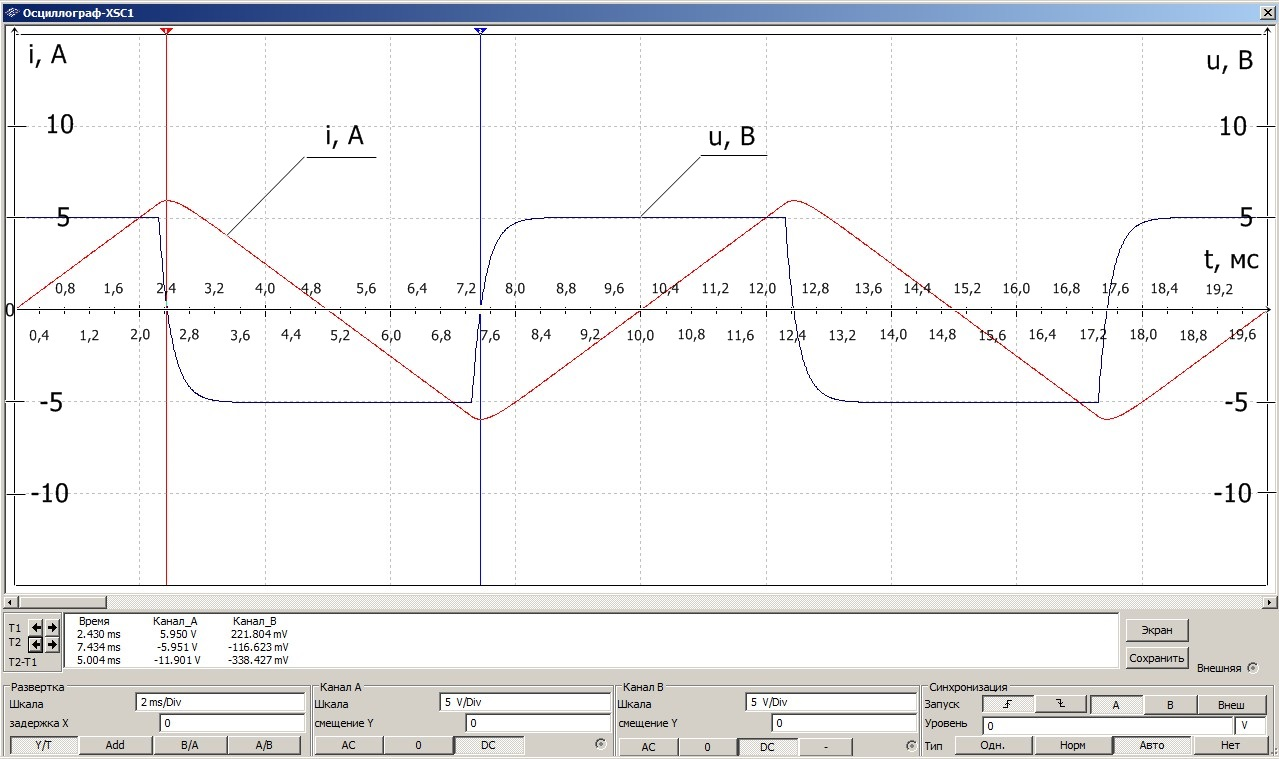 Осциллограф-XSC1
1 2
i, А u, В
10 10
i, А u, В
5 5
t, мс
0,8 1,6 2,4 3,2 4,0 4,8 5,6 6,4 7,2 8,0 8,8 9,6 10,4 11,2 12,0 12,8 13,6 14,4 15,2 16,0 16,8 17,6 18,4 19,2
0
0,4 1,2 2,0 2,8 3,6 4,4 5,2 6,0 6,8 7,6 8,4 9,2 10,0 10,8 11,6 12,4 13,2 14,0 14,8 15,6 16,4 17,2 18,0 18,8 19,6
-5 -5
-10 -10
Время Канал_A Канал_B
T1 2.430 ms 5.950 V 221.804 mV
T2 7.434 ms -5.951 V -116.623 mV
T2-T1 5.004 ms -11.901 V -338.427 mV
Экран
Сохранить
Внешняя
Развертка Канал A Канал B Синхронизация
Шкала 2 ms/Div Шкала 5 V/Div Шкала 5 V/Div Запуск A B Внеш
задержка X 0 смещение Y 0 смещение Y 0 Уровень 0 V
Y/T Add B/A A/B AC 0 DC AC 0 DC - Тип Одн. Норм Авто Нет